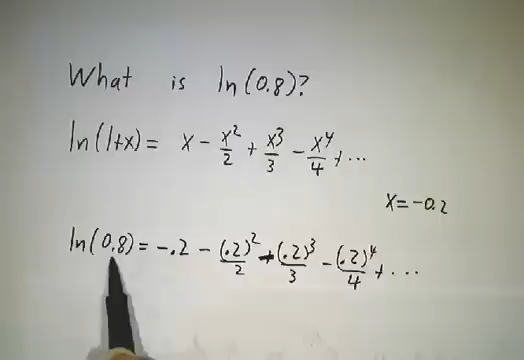 What is ln(0.8)?
ln(1+x) = x - x²/2 + x³/3 - x⁴/4 + ...
x = -0.2
ln(0.8) = -.2 - (.2)²/2 - (.2)³/3 - (.2)⁴/4 + ...